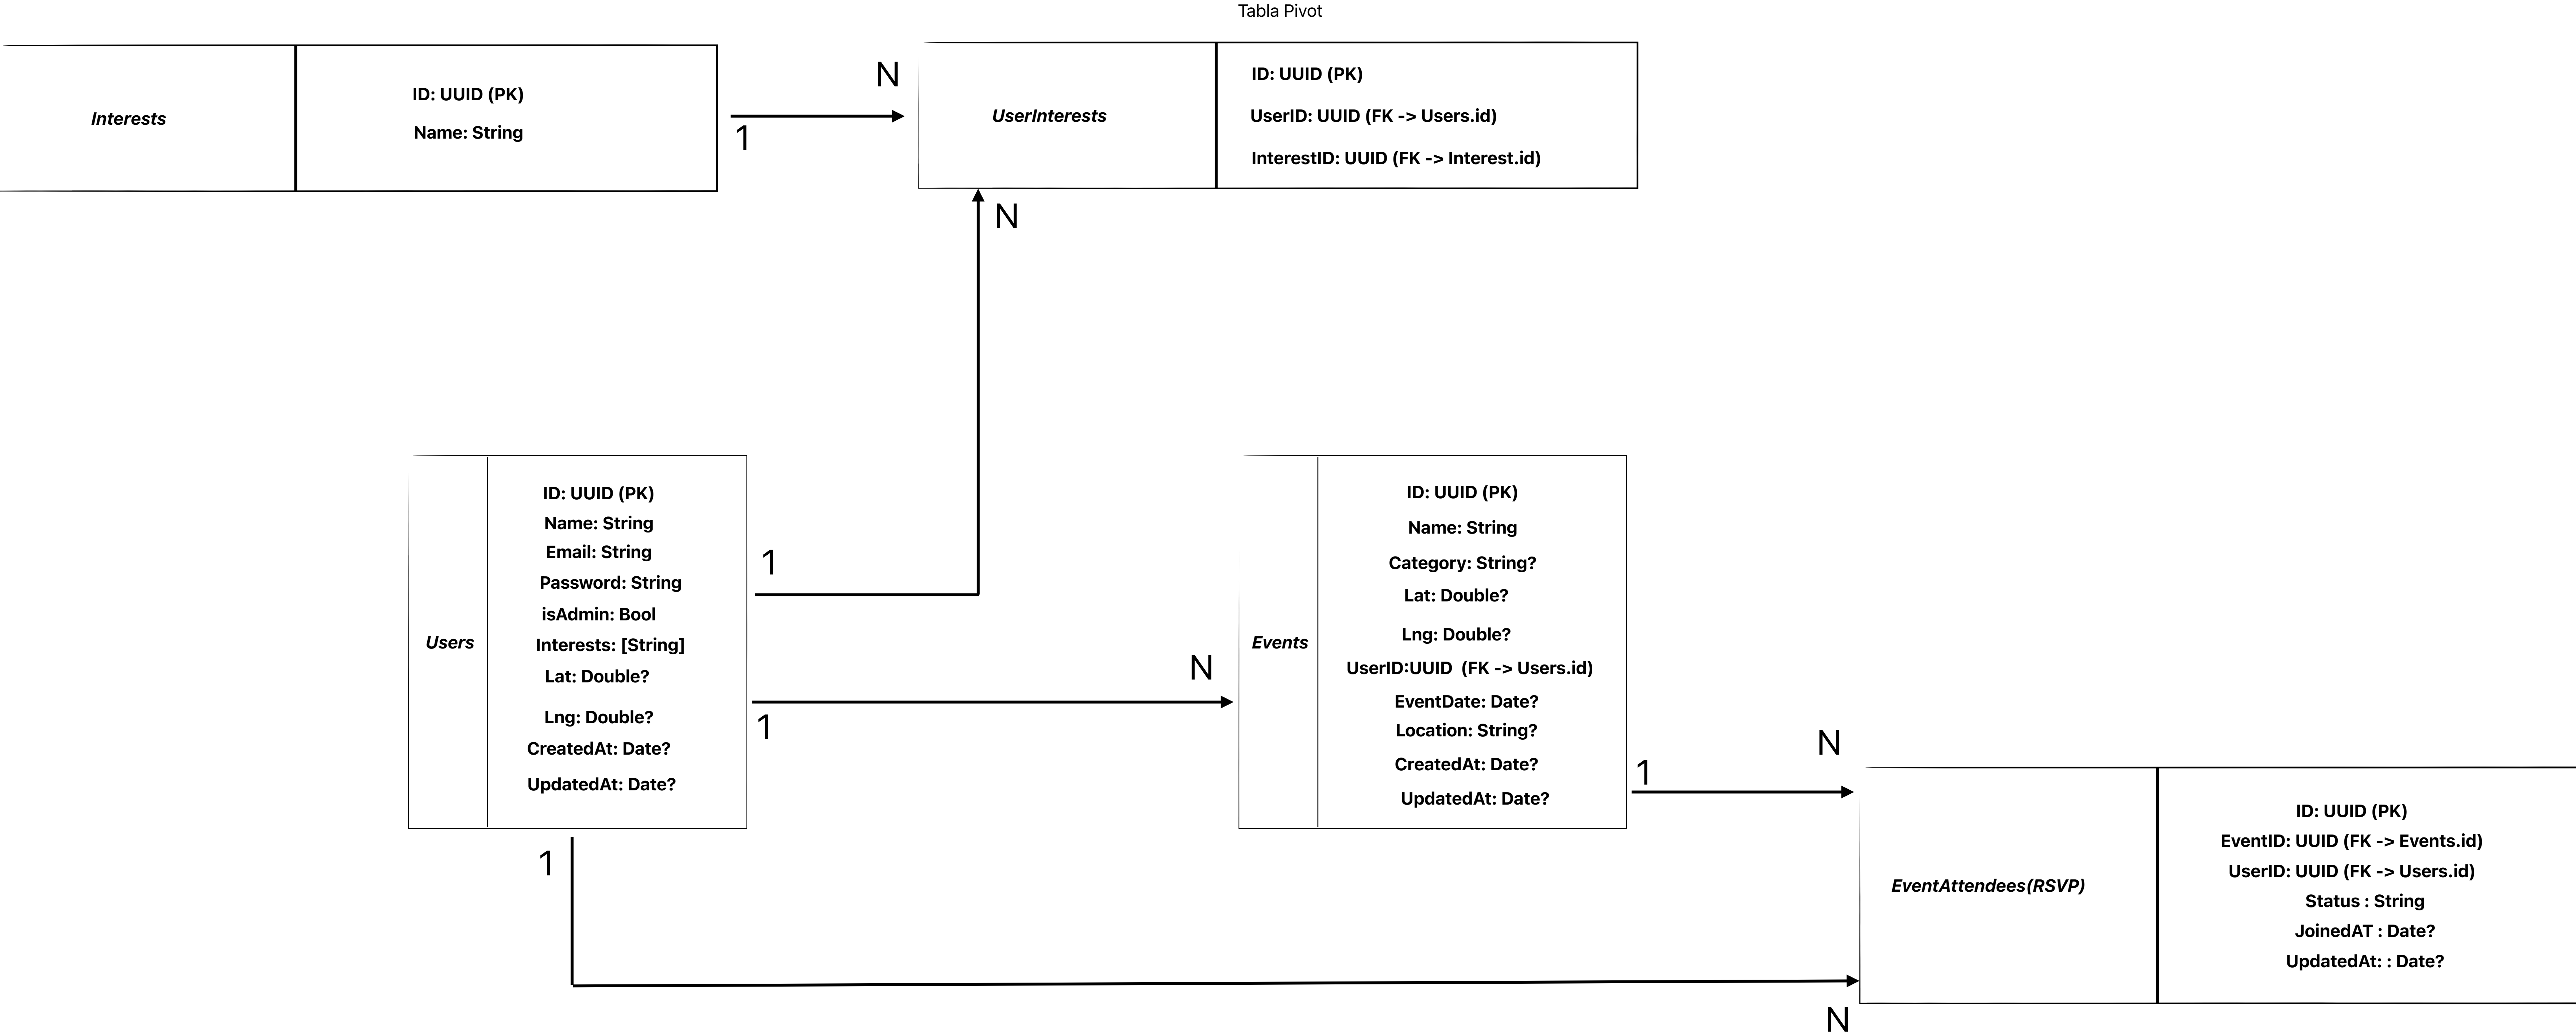 Tabla Pivot
Interests
ID: UUID (PK)
Name: String
1
N
UserInterests
ID: UUID (PK)
UserID: UUID (FK -> Users.id)
InterestID: UUID (FK -> Interest.id)
N
Users
ID: UUID (PK)
Name: String
Email: String
Password: String
isAdmin: Bool
Interests: [String]
Lat: Double?
Lng: Double?
CreatedAt: Date?
UpdatedAt: Date?
1
1
N
Events
ID: UUID (PK)
Name: String
Category: String?
Lat: Double?
Lng: Double?
UserID:UUID (FK -> Users.id)
EventDate: Date?
Location: String?
CreatedAt: Date?
UpdatedAt: Date?
1
N
1
N
EventAttendees(RSVP)
ID: UUID (PK)
EventID: UUID (FK -> Events.id)
UserID: UUID (FK -> Users.id)
Status : String
JoinedAT : Date?
UpdatedAt: : Date?